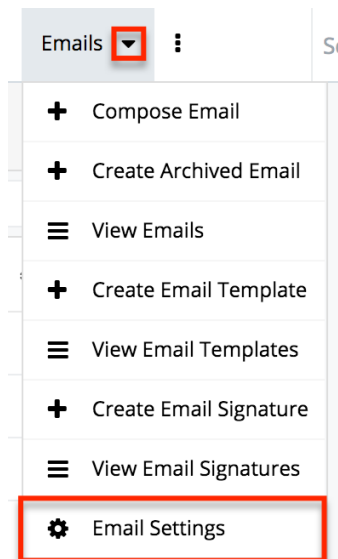 Emails
Compose Email
Create Archived Email
View Emails
Create Email Template
View Email Templates
Create Email Signature
View Email Signatures
Email Settings